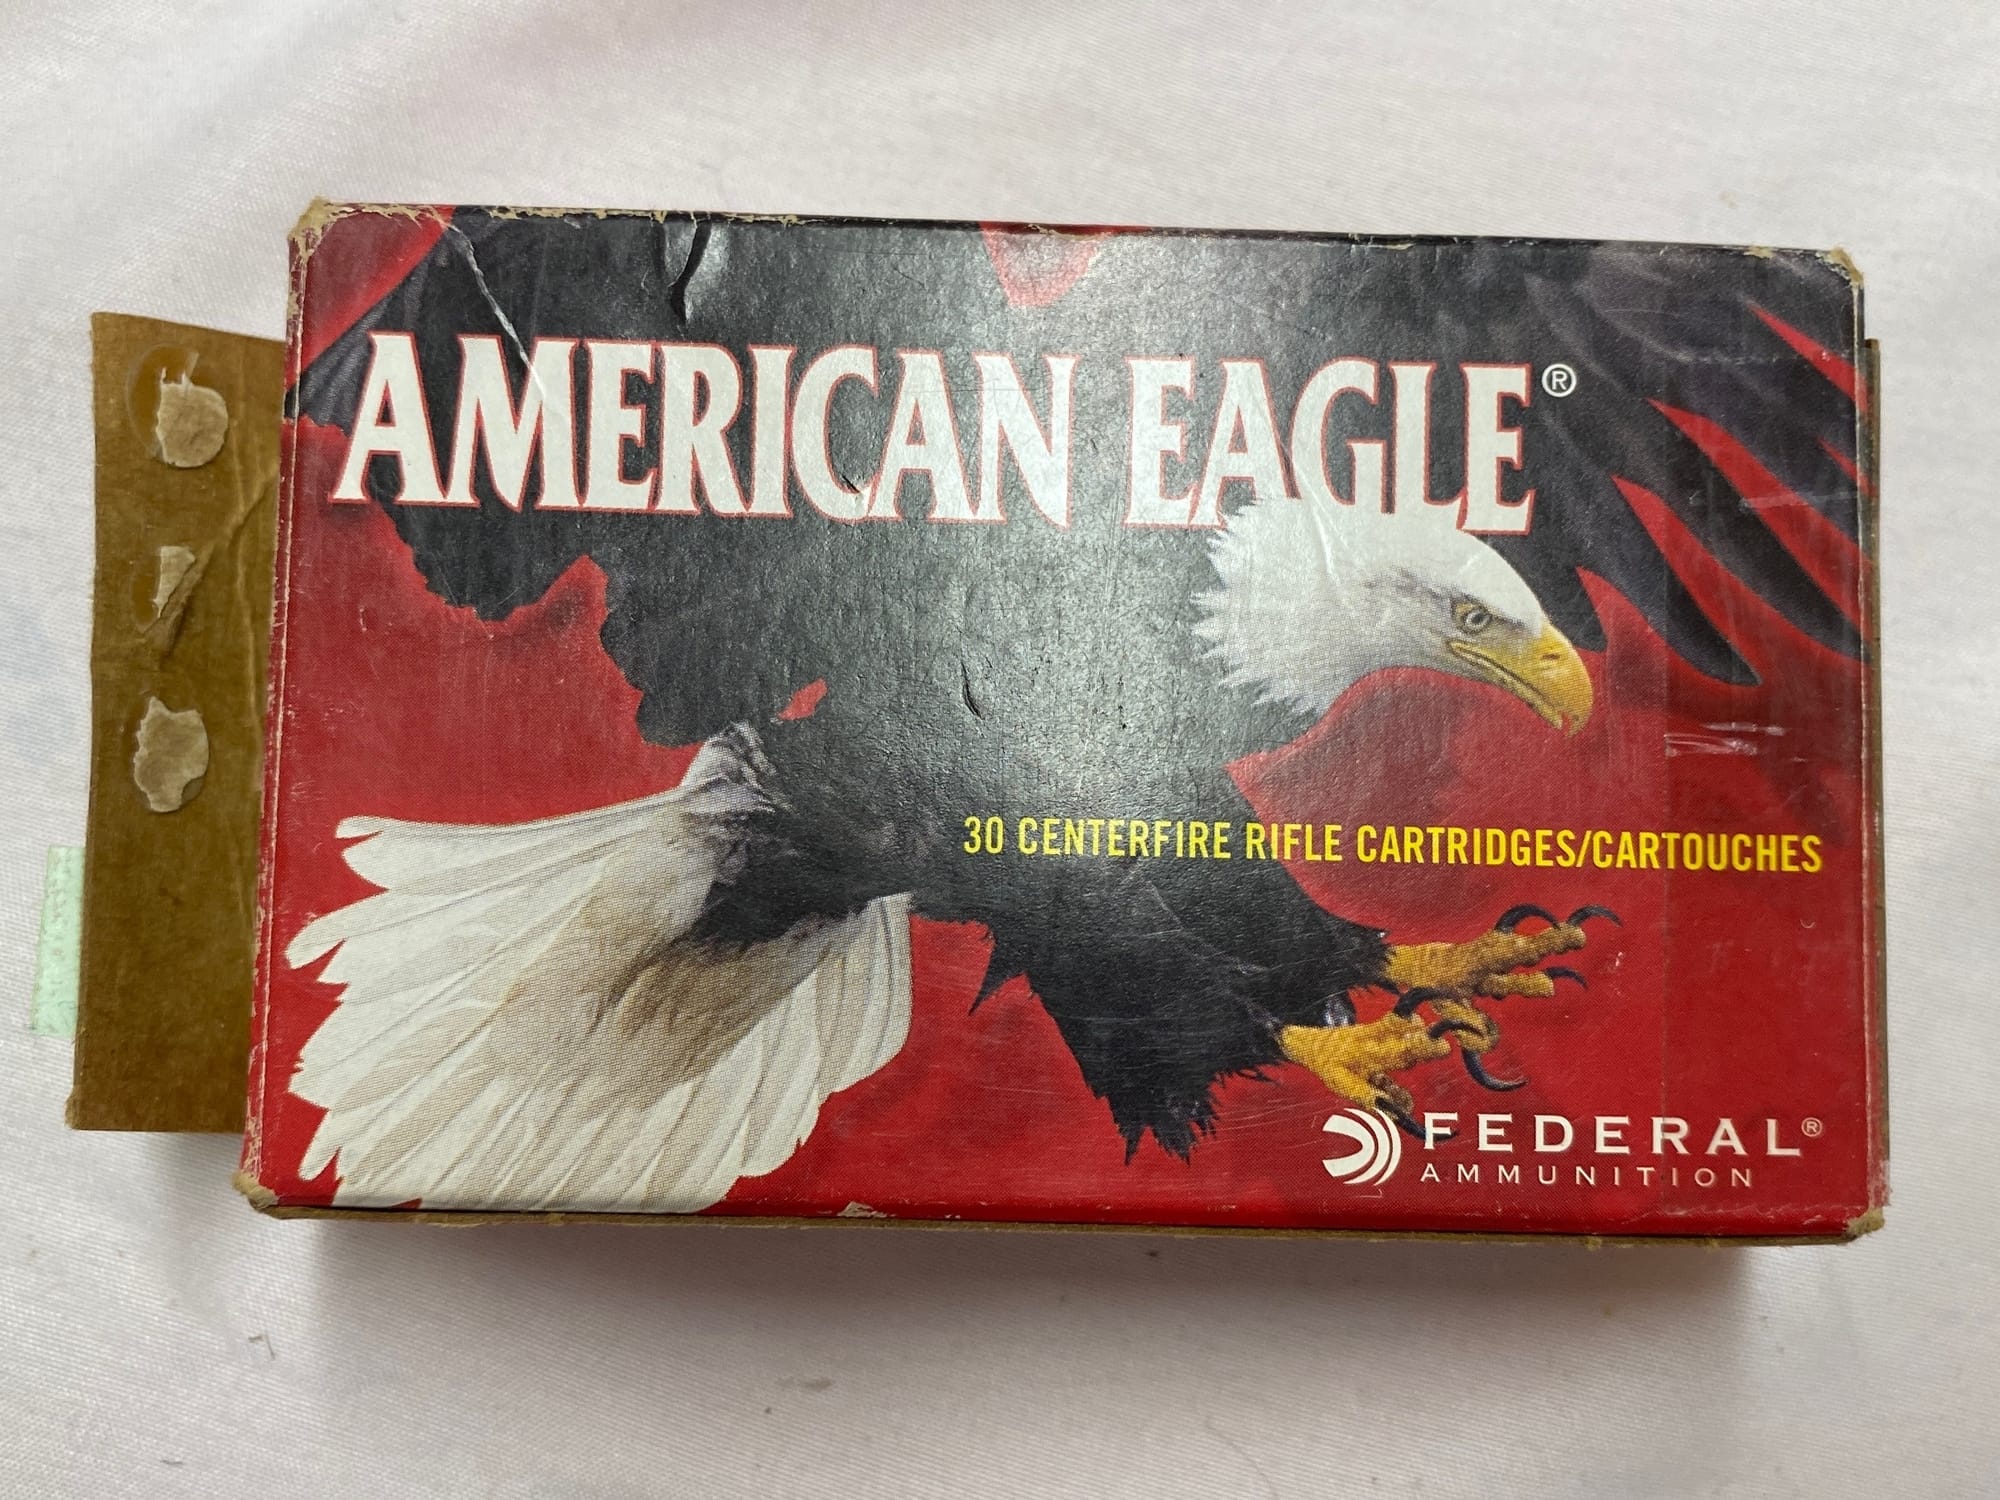 AMERICAN EAGLE®
30 CENTERFIRE RIFLE CARTRIDGES/CARTOUCHES
FEDERAL®
AMMUNITION